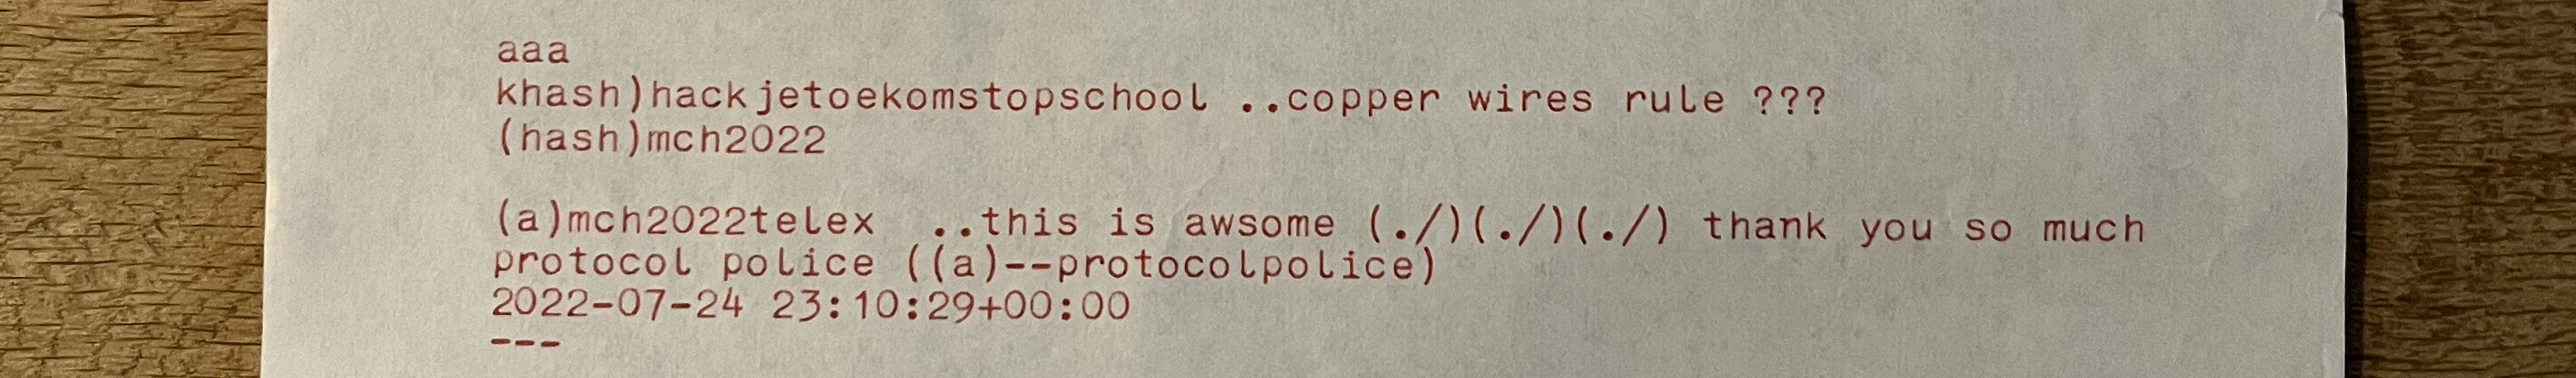 aaa
khash)hackjetoekomstopschool ..copper wires rule ???
(hash)mch2022
(a)mch2022telex  ..this is awsome (./)(./)(./) thank you so much
protocol police ((a)--protocolpolice)
2022-07-24 23:10:29+00:00
---